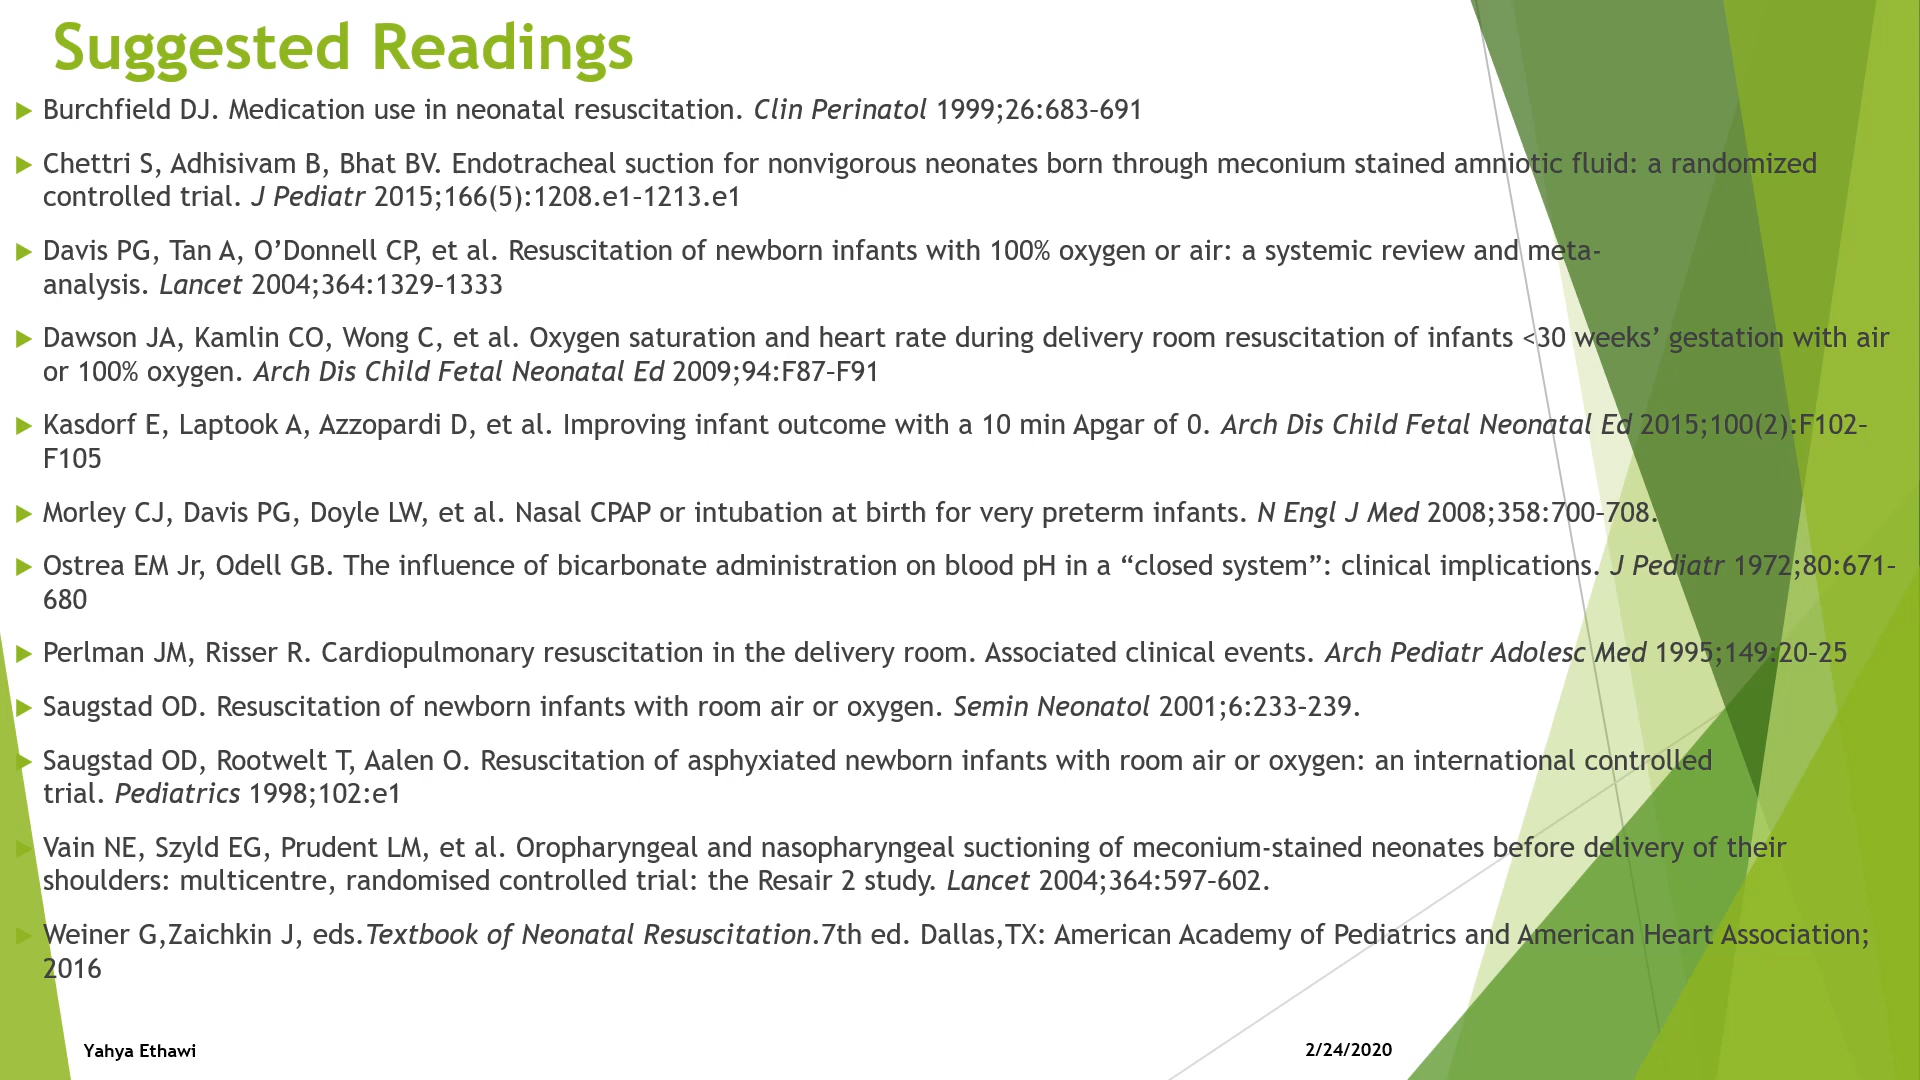 Suggested Readings
Burchfield DJ. Medication use in neonatal resuscitation. Clin Perinatol 1999;26:683–691
Chettri S, Adhisivam B, Bhat BV. Endotracheal suction for nonvigorous neonates born through meconium stained amniotic fluid: a randomized
controlled trial. J Pediatr 2015;166(5):1208.e1–1213.e1
Davis PG, Tan A, O’Donnell CP, et al. Resuscitation of newborn infants with 100% oxygen or air: a systemic review and meta-
analysis. Lancet 2004;364:1329–1333
Dawson JA, Kamlin CO, Wong C, et al. Oxygen saturation and heart rate during delivery room resuscitation of infants <30 weeks’ gestation with air
or 100% oxygen. Arch Dis Child Fetal Neonatal Ed 2009;94:F87–F91
Kasdorf E, Laptook A, Azzopardi D, et al. Improving infant outcome with a 10 min Apgar of 0. Arch Dis Child Fetal Neonatal Ed 2015;100(2):F102–
F105
Morley CJ, Davis PG, Doyle LW, et al. Nasal CPAP or intubation at birth for very preterm infants. N Engl J Med 2008;358:700–708.
Ostrea EM Jr, Odell GB. The influence of bicarbonate administration on blood pH in a “closed system”: clinical implications. J Pediatr 1972;80:671–
680
Perlman JM, Risser R. Cardiopulmonary resuscitation in the delivery room. Associated clinical events. Arch Pediatr Adolesc Med 1995;149:20–25
Saugstad OD. Resuscitation of newborn infants with room air or oxygen. Semin Neonatol 2001;6:233–239.
Saugstad OD, Rootwelt T, Aalen O. Resuscitation of asphyxiated newborn infants with room air or oxygen: an international controlled
trial. Pediatrics 1998;102:e1
Vain NE, Szyld EG, Prudent LM, et al. Oropharyngeal and nasopharyngeal suctioning of meconium-stained neonates before delivery of their
shoulders: multicentre, randomised controlled trial: the Resair 2 study. Lancet 2004;364:597–602.
Weiner G,Zaichkin J, eds.Textbook of Neonatal Resuscitation.7th ed. Dallas,TX: American Academy of Pediatrics and American Heart Association;
2016
Yahya Ethawi
2/24/2020